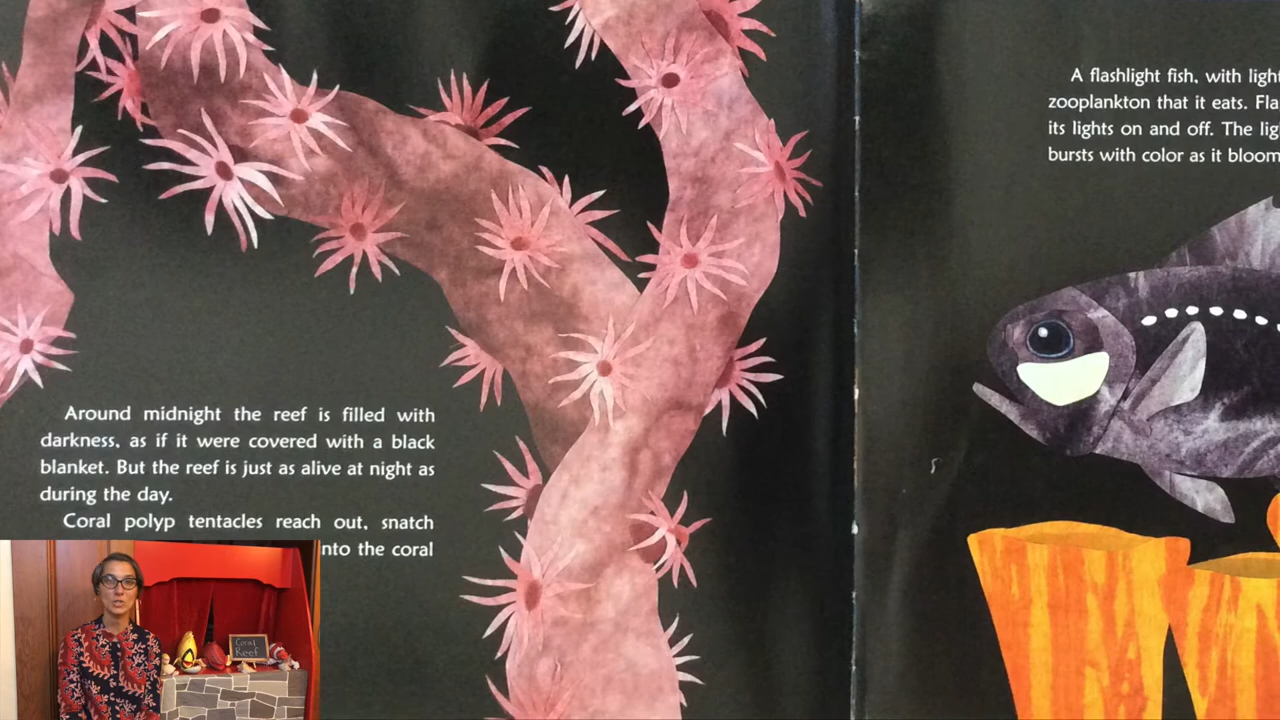 Around midnight the reef is filled with
darkness, as if it were covered with a black
blanket. But the reef is just as alive at night as
during the day.
Coral polyp tentacles reach out, snatch
the coral
A flashlight fish, with
zooplankton that it eats.
its lights on and off. The
bursts with color as it
Coral
Reef